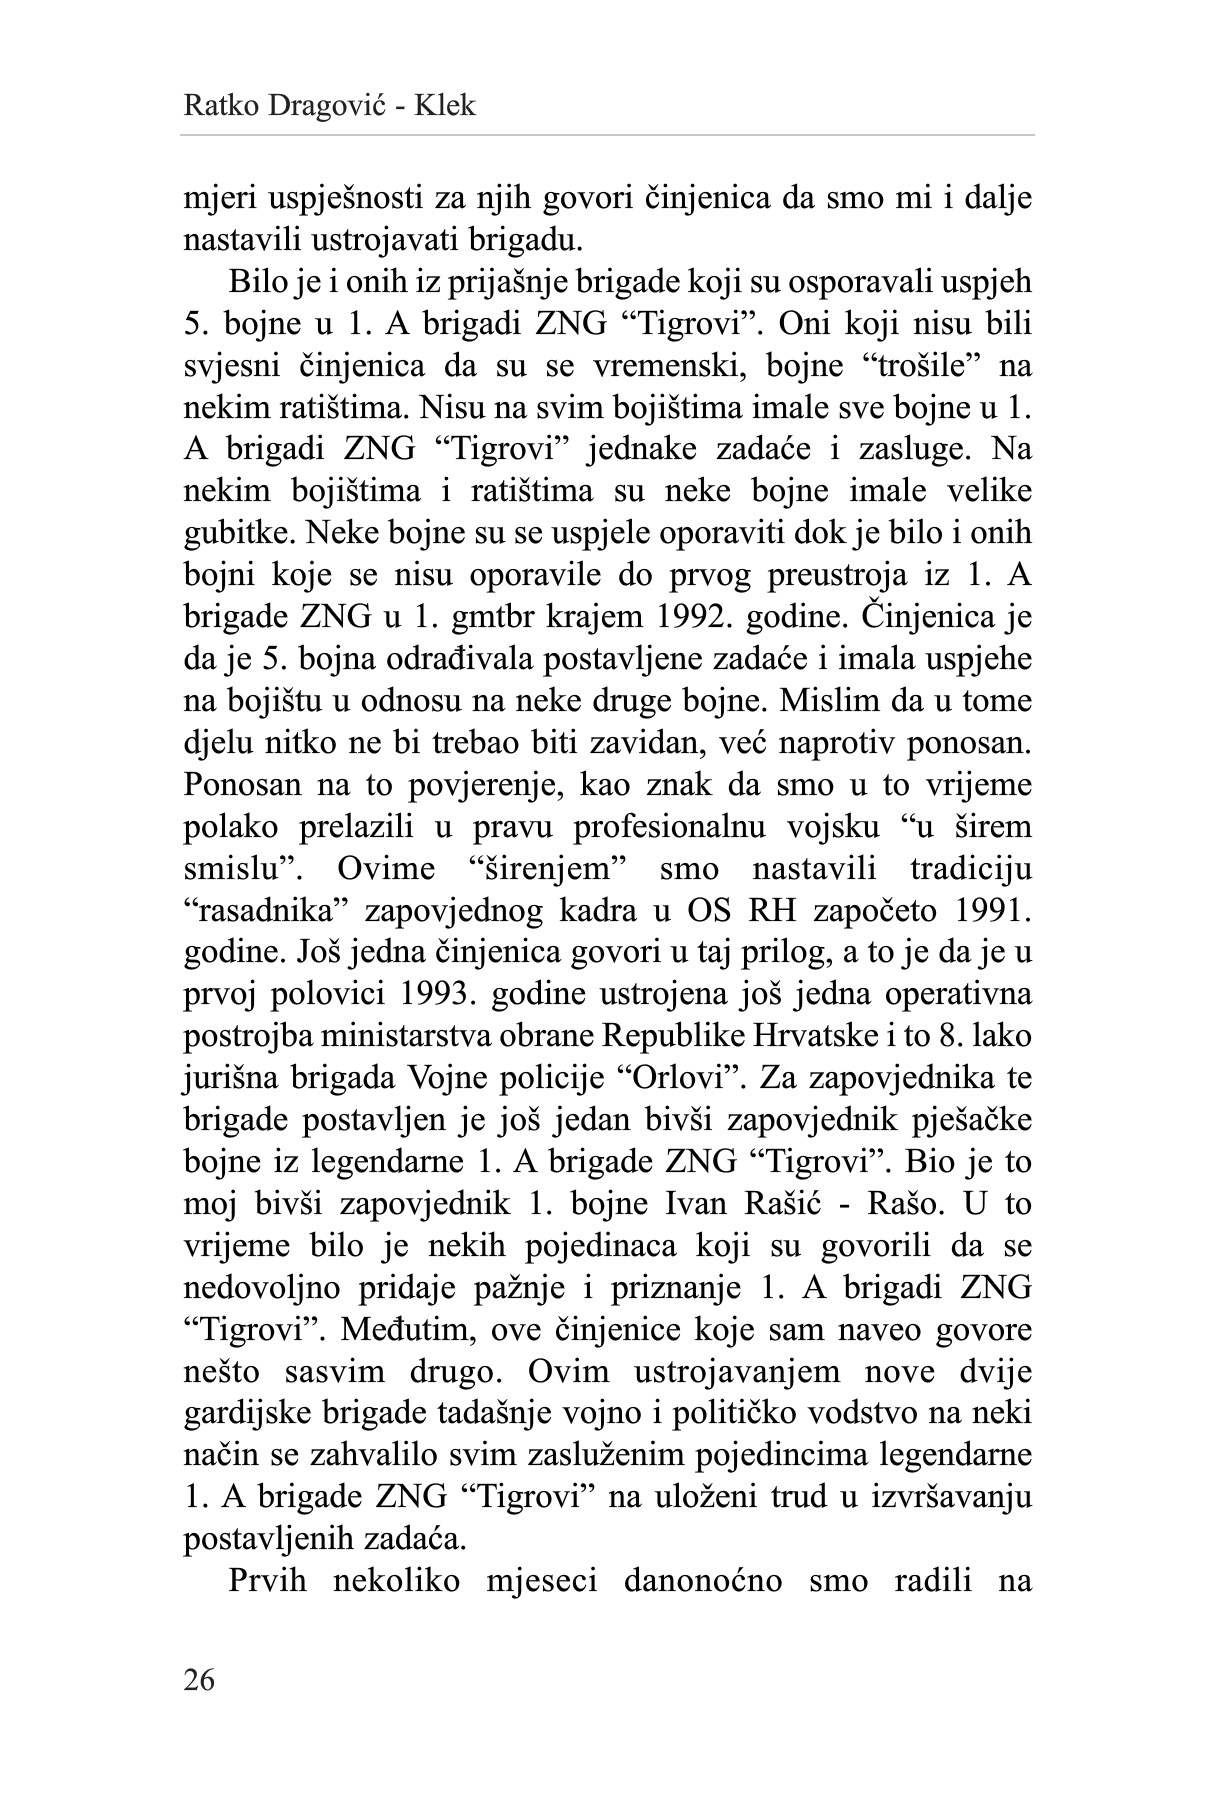 Ratko Dragović - Klek
mjeri uspješnosti za njih govori činjenica da smo mi i dalje
nastavili ustrojavati brigadu.
Bilo je i onih iz prijašnje brigade koji su osporavali uspjeh
5. bojne u 1. A brigadi ZNG “Tigrovi”. Oni koji nisu bili
svjesni činjenica da su se vremenski, bojne “trošile” na
nekim ratištima. Nisu na svim bojištima imale sve bojne u 1.
A brigadi ZNG “Tigrovi” jednake zadaće i zasluge. Na
nekim bojištima i ratištima su neke bojne imale velike
gubitke. Neke bojne su se uspjele oporaviti dok je bilo i onih
bojni koje se nisu oporavile do prvog preustroja iz 1. A
brigade ZNG u 1. gmtbr krajem 1992. godine. Činjenica je
da je 5. bojna odrađivala postavljene zadaće i imala uspjehe
na bojištu u odnosu na neke druge bojne. Mislim da u tome
djelu nitko ne bi trebao biti zavidan, već naprotiv ponosan.
Ponosan na to povjerenje, kao znak da smo u to vrijeme
polako prelazili u pravu profesionalnu vojsku “u širem
smislu”. Ovime “širenjem” smo nastavili tradiciju
“rasadnika” zapovjednog kadra u OS RH započeto 1991.
godine. Još jedna činjenica govori u taj prilog, a to je da je u
prvoj polovici 1993. godine ustrojena još jedna operativna
postrojba ministarstva obrane Republike Hrvatske i to 8. lako
jurišna brigada Vojne policije “Orlovi”. Za zapovjednika te
brigade postavljen je još jedan bivši zapovjednik pješačke
bojne iz legendarne 1. A brigade ZNG “Tigrovi”. Bio je to
moj bivši zapovjednik 1. bojne Ivan Rašić - Rašo. U to
vrijeme bilo je nekih pojedinaca koji su govorili da se
nedovoljno pridaje pažnje i priznanje 1. A brigadi ZNG
“Tigrovi”. Međutim, ove činjenice koje sam naveo govore
nešto sasvim drugo. Ovim ustrojavanjem nove dvije
gardijske brigade tadašnje vojno i političko vodstvo na neki
način se zahvalilo svim zasluženim pojedincima legendarne
1. A brigade ZNG “Tigrovi” na uloženi trud u izvršavanju
postavljenih zadaća.
Prvih nekoliko mjeseci danonoćno smo radili na
26